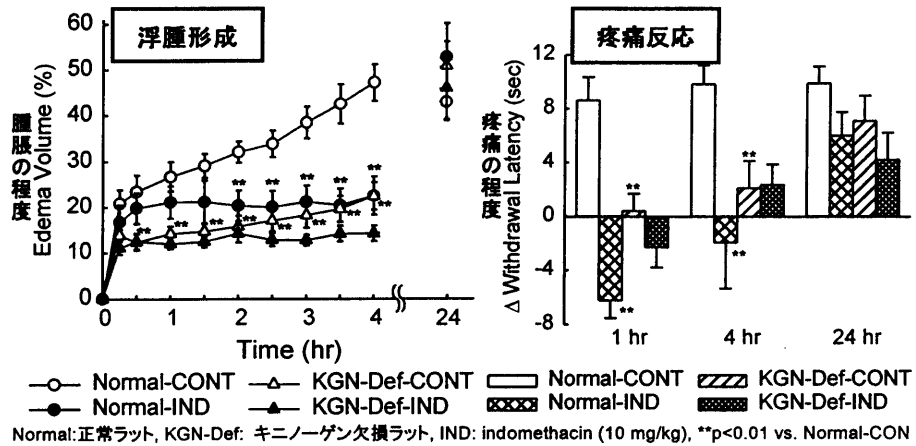 浮腫形成
腫脹の程度
Edema Volume (%)
60
50
40
30
20
10
0
**
**
**
**
**
**
**
**
**
**
**
**
**
0
1
2
3
4
24
Time (hr)
疼痛反応
疼痛の程度
Δ Withdrawal Latency (sec)
12
8
4
0
-4
-8
**
**
**
**
1 hr
4 hr
24 hr
Normal-CONT
KGN-Def-CONT
Normal-IND
KGN-Def-IND
Normal-CONT
KGN-Def-CONT
Normal-IND
KGN-Def-IND
Normal:正常ラット, KGN-Def: キニノーゲン欠損ラット, IND: indomethacin (10 mg/kg), **p<0.01 vs. Normal-CON